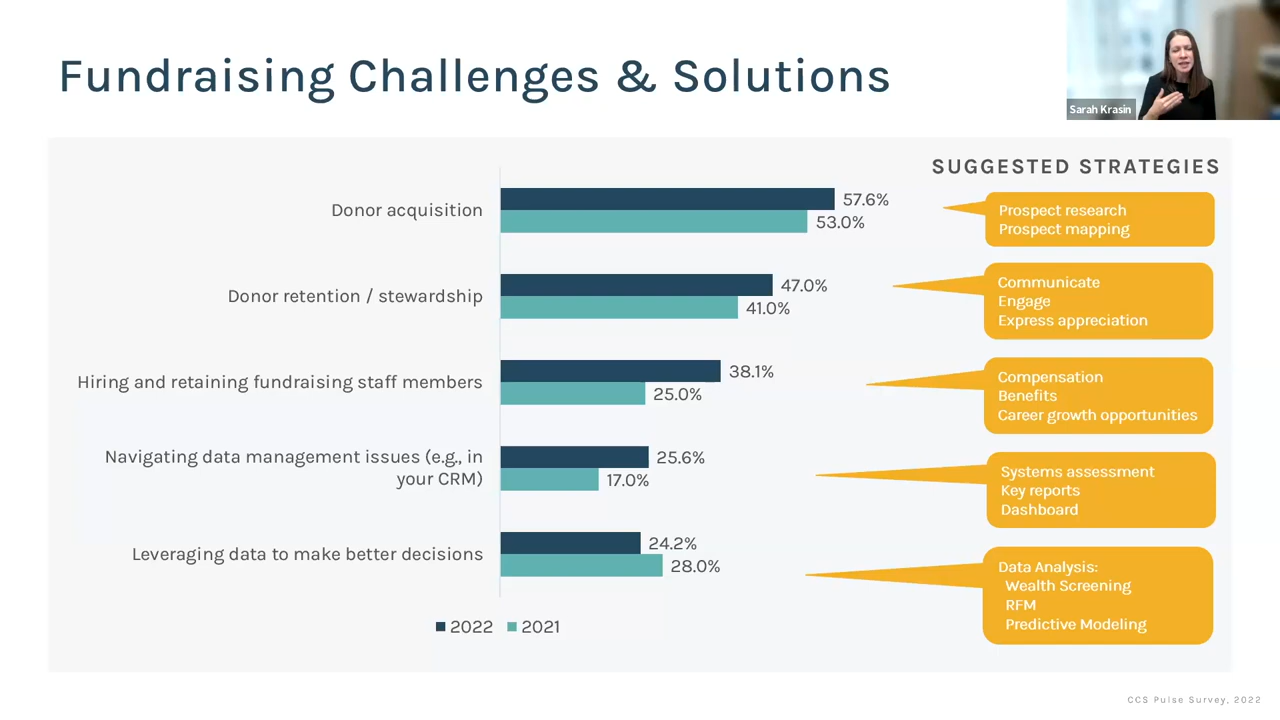 Fundraising Challenges & Solutions
Sarah Krasin
SUGGESTED STRATEGIES
Donor acquisition
57.6%
53.0%
Prospect research
Prospect mapping
Donor retention / stewardship
47.0%
41.0%
Communicate
Engage
Express appreciation
Hiring and retaining fundraising staff members
38.1%
25.0%
Compensation
Benefits
Career growth opportunities
Navigating data management issues (e.g., in
your CRM)
25.6%
17.0%
Systems assessment
Key reports
Dashboard
Leveraging data to make better decisions
24.2%
28.0%
Data Analysis:
Wealth Screening
RFM
Predictive Modeling
2022 2021
CCS Pulse Survey, 2022